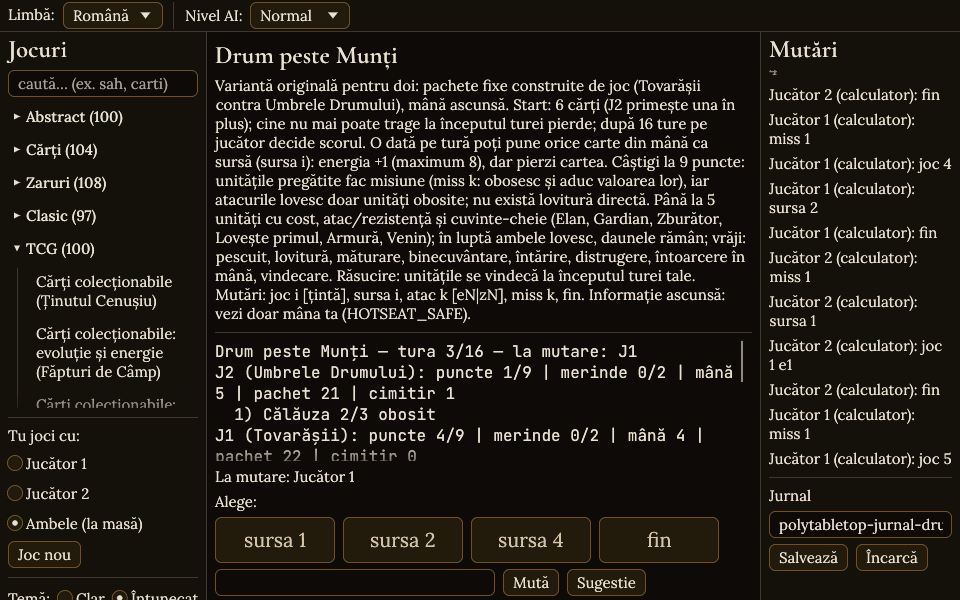 Limbă: Română ▼ Nivel AI: Normal ▼
Jocuri
caută... (ex. sah, carti)
▸ Abstract (100)
▸ Cărți (104)
▸ Zaruri (108)
▸ Clasic (97)
▾ TCG (100)
Cărți colecționabile
(Ținutul Cenușiu)
Cărți colecționabile:
evoluție și energie
(Făpturi de Câmp)
Cărți colecționabile:
Tu joci cu:
Jucător 1
Jucător 2
Ambele (la masă)
Joc nou
Temă: Clar Întunecat
Drum peste Munți
Variantă originală pentru doi: pachete fixe construite de joc (Tovarășii
contra Umbrele Drumului), mână ascunsă. Start: 6 cărți (J2 primește una în
plus); cine nu mai poate trage la începutul turei pierde; după 16 ture pe
jucător decide scorul. O dată pe tură poți pune orice carte din mână ca
sursă (sursa i): energia +1 (maximum 8), dar pierzi cartea. Câștigi la 9 puncte:
unitățile pregătite fac misiune (miss k: obosesc și aduc valoarea lor), iar
atacurile lovesc doar unități obosite; nu există lovitură directă. Până la 5
unități cu cost, atac/rezistență și cuvinte-cheie (Elan, Gardian, Zburător,
Lovește primul, Armură, Venin); în luptă ambele lovesc, daunele rămân; vrăji:
pescuit, lovitură, măturare, binecuvântare, întărire, distrugere, întoarcere în
mână, vindecare. Răsucire: unitățile se vindecă la începutul turei tale.
Mutări: joc i [țintă], sursa i, atac k [eN|zN], miss k, fin. Informație ascunsă:
vezi doar mâna ta (HOTSEAT_SAFE).
Drum peste Munți — tura 3/16 — la mutare: J1
J2 (Umbrele Drumului): puncte 1/9 | merinde 0/2 | mână
5 | pachet 21 | cimitir 1
1) Călăuza 2/3 obosit
J1 (Tovarășii): puncte 4/9 | merinde 0/2 | mână 4 |
pachet 22 | cimitir 0
La mutare: Jucător 1
Alege:
sursa 1 sursa 2 sursa 4 fin
Mută Sugestie
Mutări
Jucător 2 (calculator): fin
Jucător 1 (calculator):
miss 1
Jucător 1 (calculator): joc 4
Jucător 1 (calculator):
sursa 2
Jucător 1 (calculator): fin
Jucător 2 (calculator):
miss 1
Jucător 2 (calculator):
sursa 1
Jucător 2 (calculator): joc
1 e1
Jucător 2 (calculator): fin
Jucător 1 (calculator):
miss 1
Jucător 1 (calculator): joc 5
Jurnal
polytabletop-jurnal-dru
Salvează Încarcă